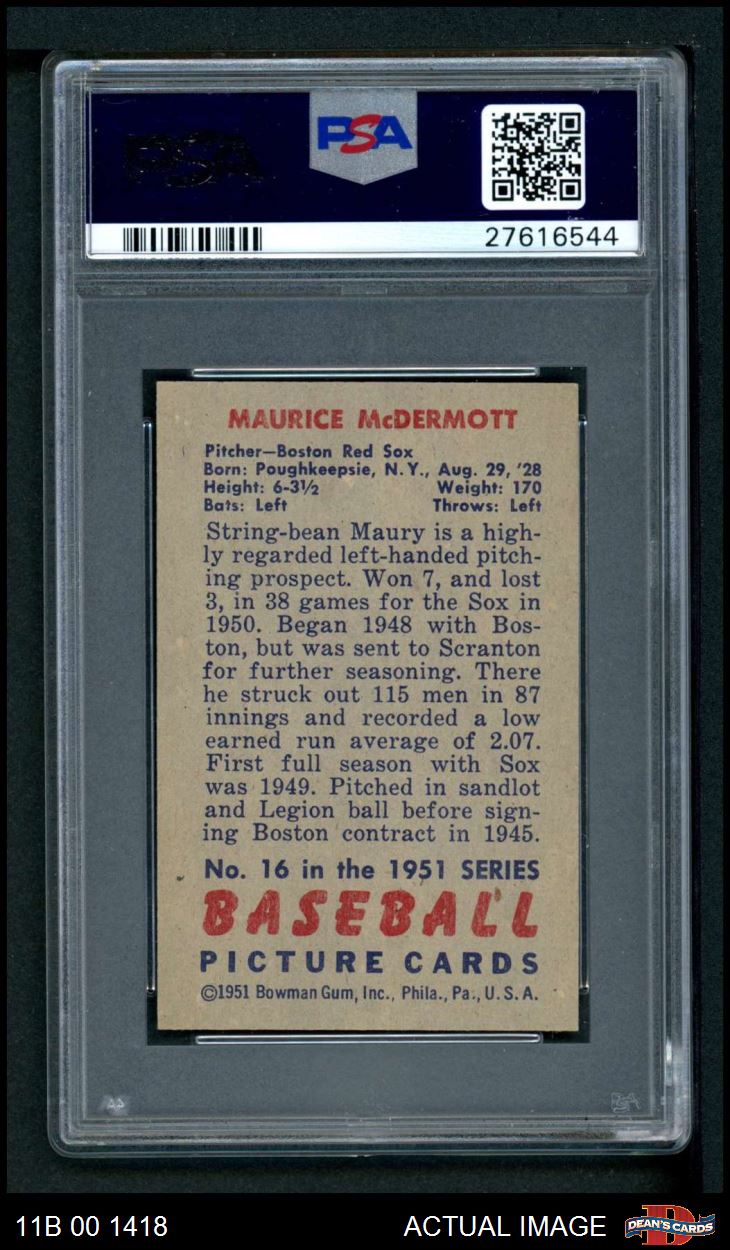 PSA
27616544
MAURICE McDERMOTT
Pitcher—Boston Red Sox
Born: Poughkeepsie, N.Y., Aug. 29, '28
Height: 6-3½ Weight: 170
Bats: Left Throws: Left
String-bean Maury is a high-
ly regarded left-handed pitch-
ing prospect. Won 7, and lost
3, in 38 games for the Sox in
1950. Began 1948 with Bos-
ton, but was sent to Scranton
for further seasoning. There
he struck out 115 men in 87
innings and recorded a low
earned run average of 2.07.
First full season with Sox
was 1949. Pitched in sandlot
and Legion ball before sign-
ing Boston contract in 1945.
No. 16 in the 1951 SERIES
BASEBALL
PICTURE CARDS
©1951 Bowman Gum, Inc., Phila., Pa., U.S.A.
11B 00 1418 ACTUAL IMAGE DEAN'S CARDS